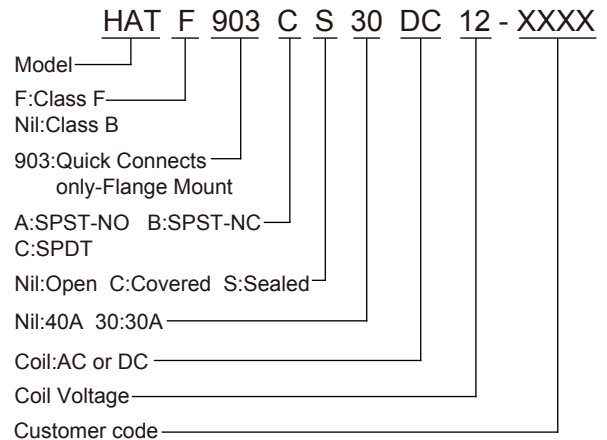 HAT F 903 C S 30 DC 12 - XXXX
Model
F:Class F
Nil:Class B
903:Quick Connects
only-Flange Mount
A:SPST-NO B:SPST-NC
C:SPDT
Nil:Open C:Covered S:Sealed
Nil:40A 30:30A
Coil:AC or DC
Coil Voltage
Customer code